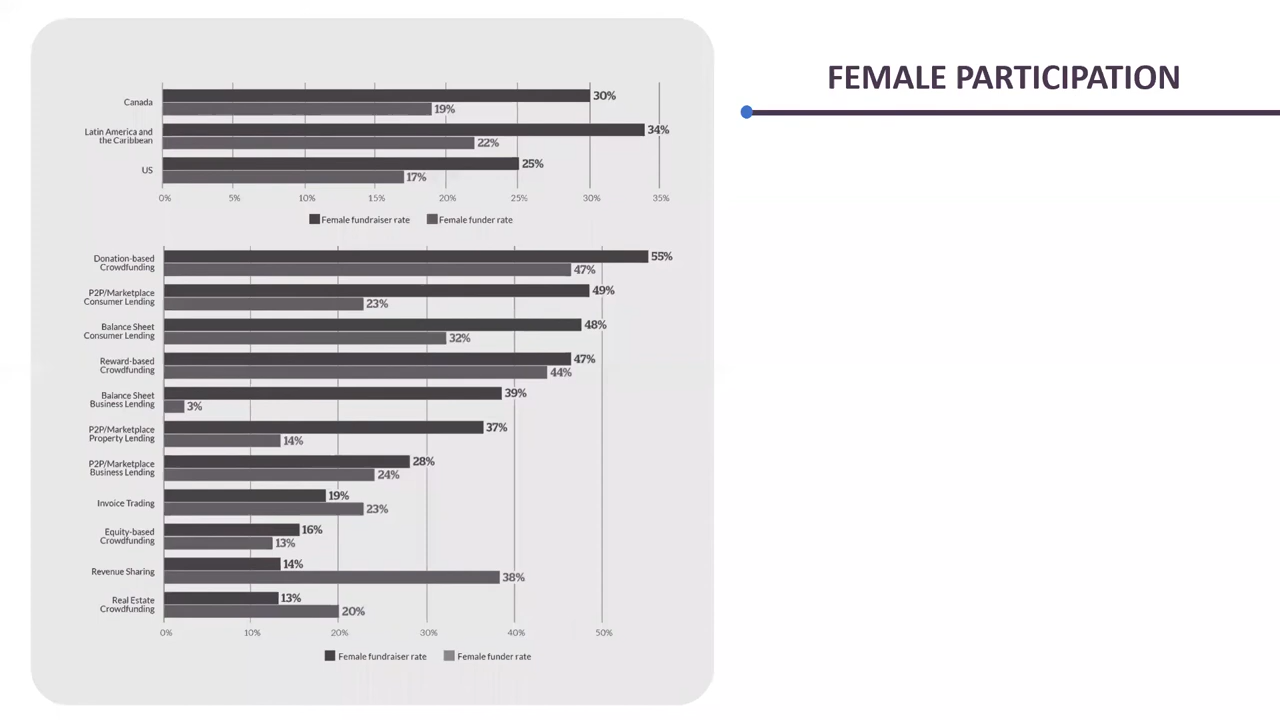 FEMALE PARTICIPATION
Canada
30%
19%
Latin America and
the Caribbean
34%
22%
US
25%
17%
0% 5% 10% 15% 20% 25% 30% 35%
Female fundraiser rate Female funder rate
Donation-based
Crowdfunding
55%
47%
P2P/Marketplace
Consumer Lending
49%
23%
Balance Sheet
Consumer Lending
48%
32%
Reward-based
Crowdfunding
47%
44%
Balance Sheet
Business Lending
39%
3%
P2P/Marketplace
Property Lending
37%
14%
P2P/Marketplace
Business Lending
28%
24%
Invoice Trading
19%
23%
Equity-based
Crowdfunding
16%
13%
Revenue Sharing
14%
38%
Real Estate
Crowdfunding
13%
20%
0% 10% 20% 30% 40% 50%
Female fundraiser rate Female funder rate